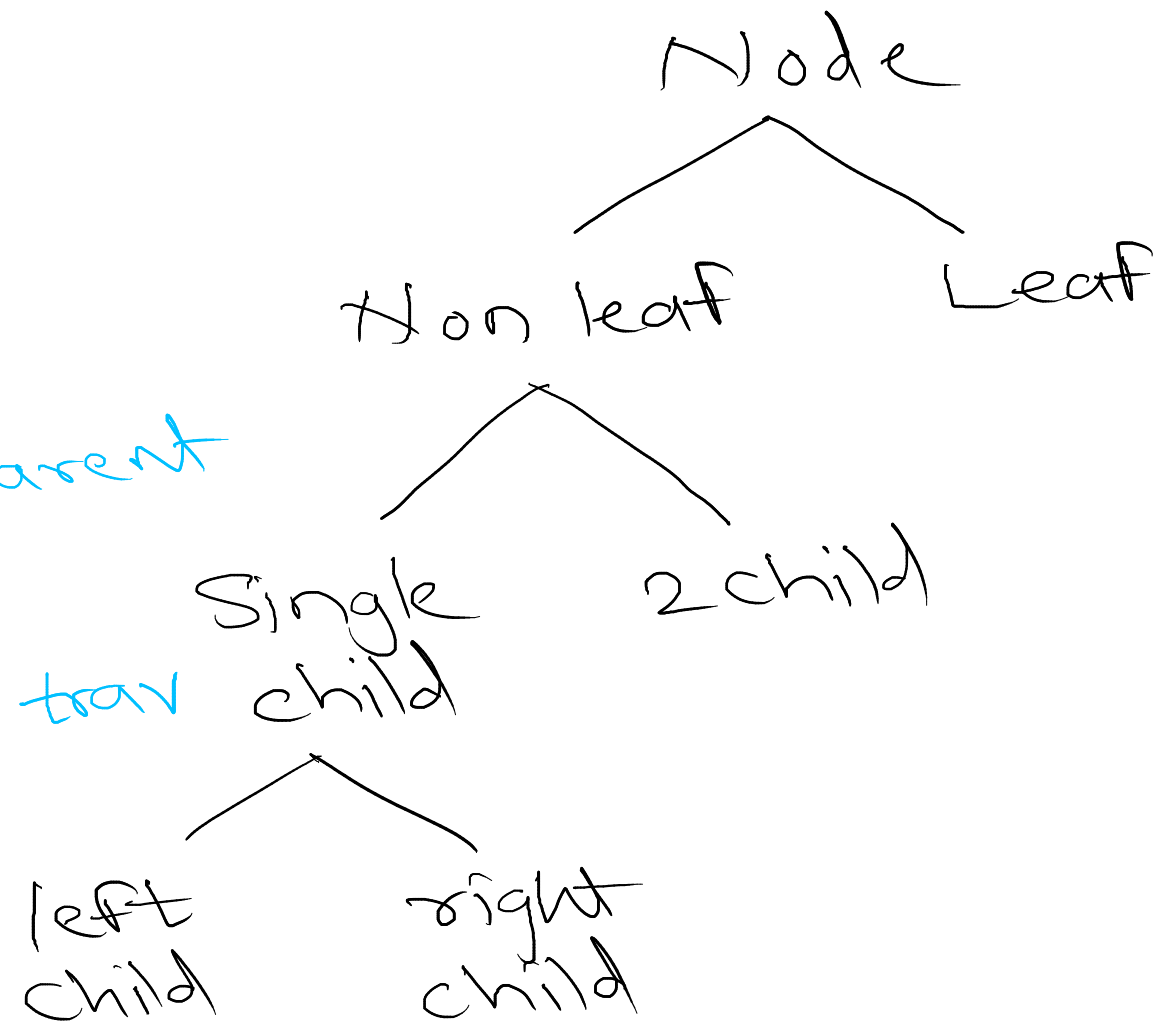 Node
Non leaf
Leaf
arent
Single
child
2 child
trav
left
child
right
child